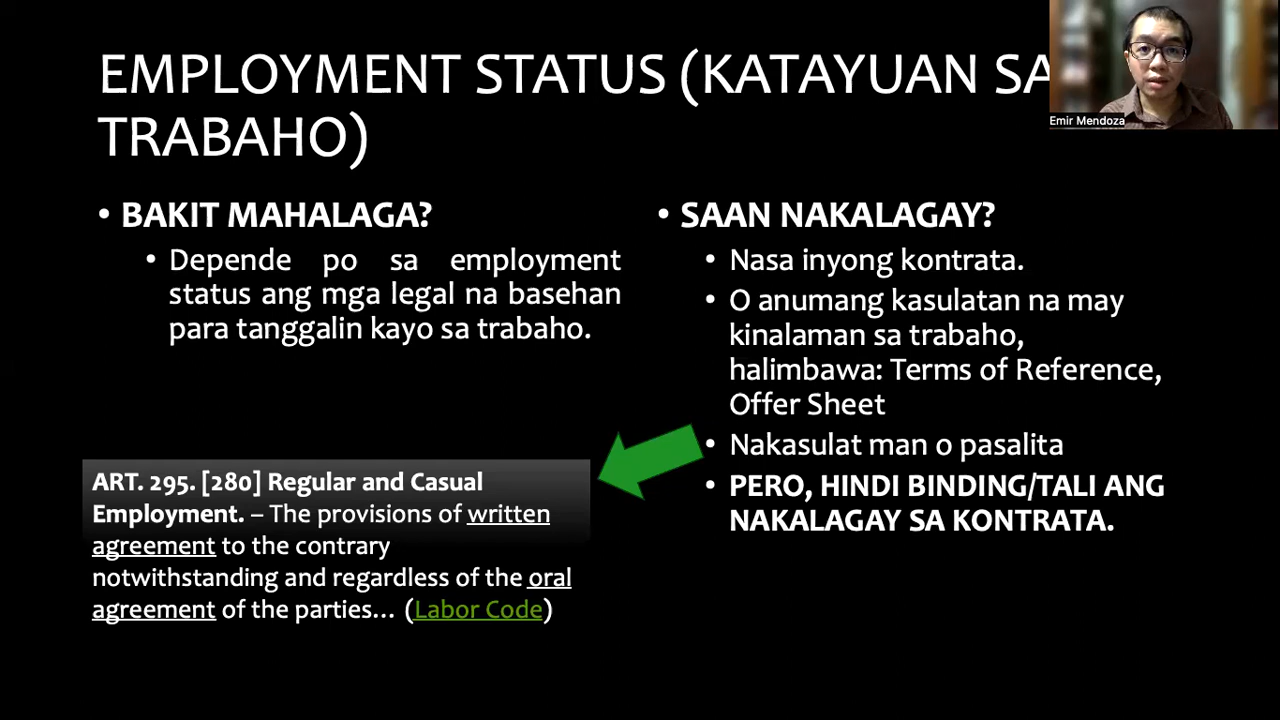 EMPLOYMENT STATUS (KATAYUAN SA
TRABAHO)
Emir Mendoza
• BAKIT MAHALAGA?
• Depende po sa employment
status ang mga legal na basehan
para tanggalin kayo sa trabaho.
ART. 295. [280] Regular and Casual
Employment. – The provisions of written
agreement to the contrary
notwithstanding and regardless of the oral
agreement of the parties... (Labor Code)
• SAAN NAKALAGAY?
• Nasa inyong kontrata.
• O anumang kasulatan na may
kinalaman sa trabaho,
halimbawa: Terms of Reference,
Offer Sheet
• Nakasulat man o pasalita
• PERO, HINDI BINDING/TALI ANG
NAKALAGAY SA KONTRATA.